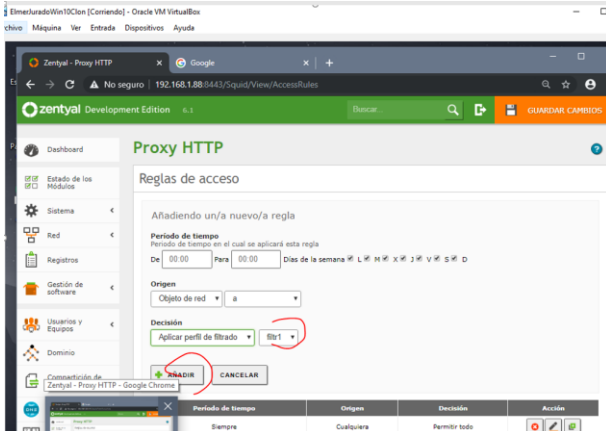 ElmerJuradoWin10Clon [Corriendo] - Oracle VM VirtualBox
rchivo Máquina Ver Entrada Dispositivos Ayuda
Zentyal - Proxy HTTP
Google
No seguro | 192.168.1.88:8443/Squid/View/AccessRules
zentyal Development Edition 6.1
Buscar...
GUARDAR CAMBIOS
Dashboard
Estado de los
Módulos
Sistema
Red
Registros
Gestión de
software
Usuarios y
Equipos
Dominio
Compartición de
Proxy HTTP
Reglas de acceso
Añadiendo un/a nuevo/a regla
Período de tiempo
Periodo de tiempo en el cual se aplicará esta regla
De 00:00 Para 00:00 Días de la semana L M X J V S D
Origen
Objeto de red a
Decisión
Aplicar perfil de filtrado filtr1
AÑADIR CANCELAR
Zentyal - Proxy HTTP - Google Chrome
Período de tiempo Origen Decisión Acción
Siempre Cualquiera Permitir todo